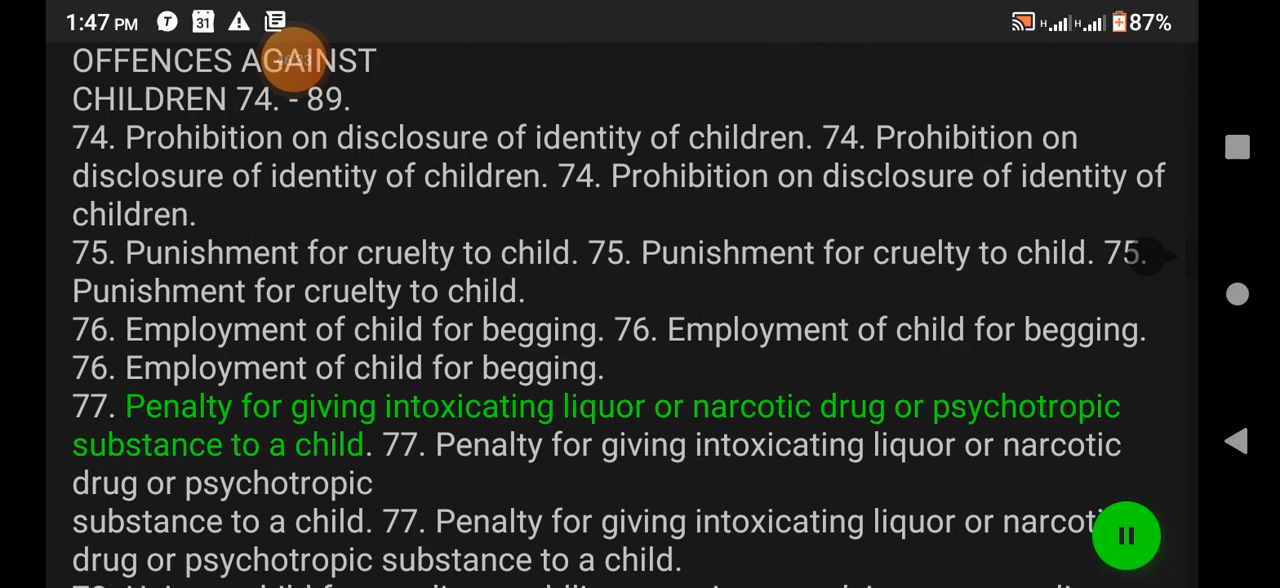 1:47 PM 31 H H 87%
OFFENCES AGAINST
CHILDREN 74. - 89.
74. Prohibition on disclosure of identity of children. 74. Prohibition on
disclosure of identity of children. 74. Prohibition on disclosure of identity of
children.
75. Punishment for cruelty to child. 75. Punishment for cruelty to child. 75.
Punishment for cruelty to child.
76. Employment of child for begging. 76. Employment of child for begging.
76. Employment of child for begging.
77. Penalty for giving intoxicating liquor or narcotic drug or psychotropic
substance to a child. 77. Penalty for giving intoxicating liquor or narcotic
drug or psychotropic
substance to a child. 77. Penalty for giving intoxicating liquor or narcotic
drug or psychotropic substance to a child.